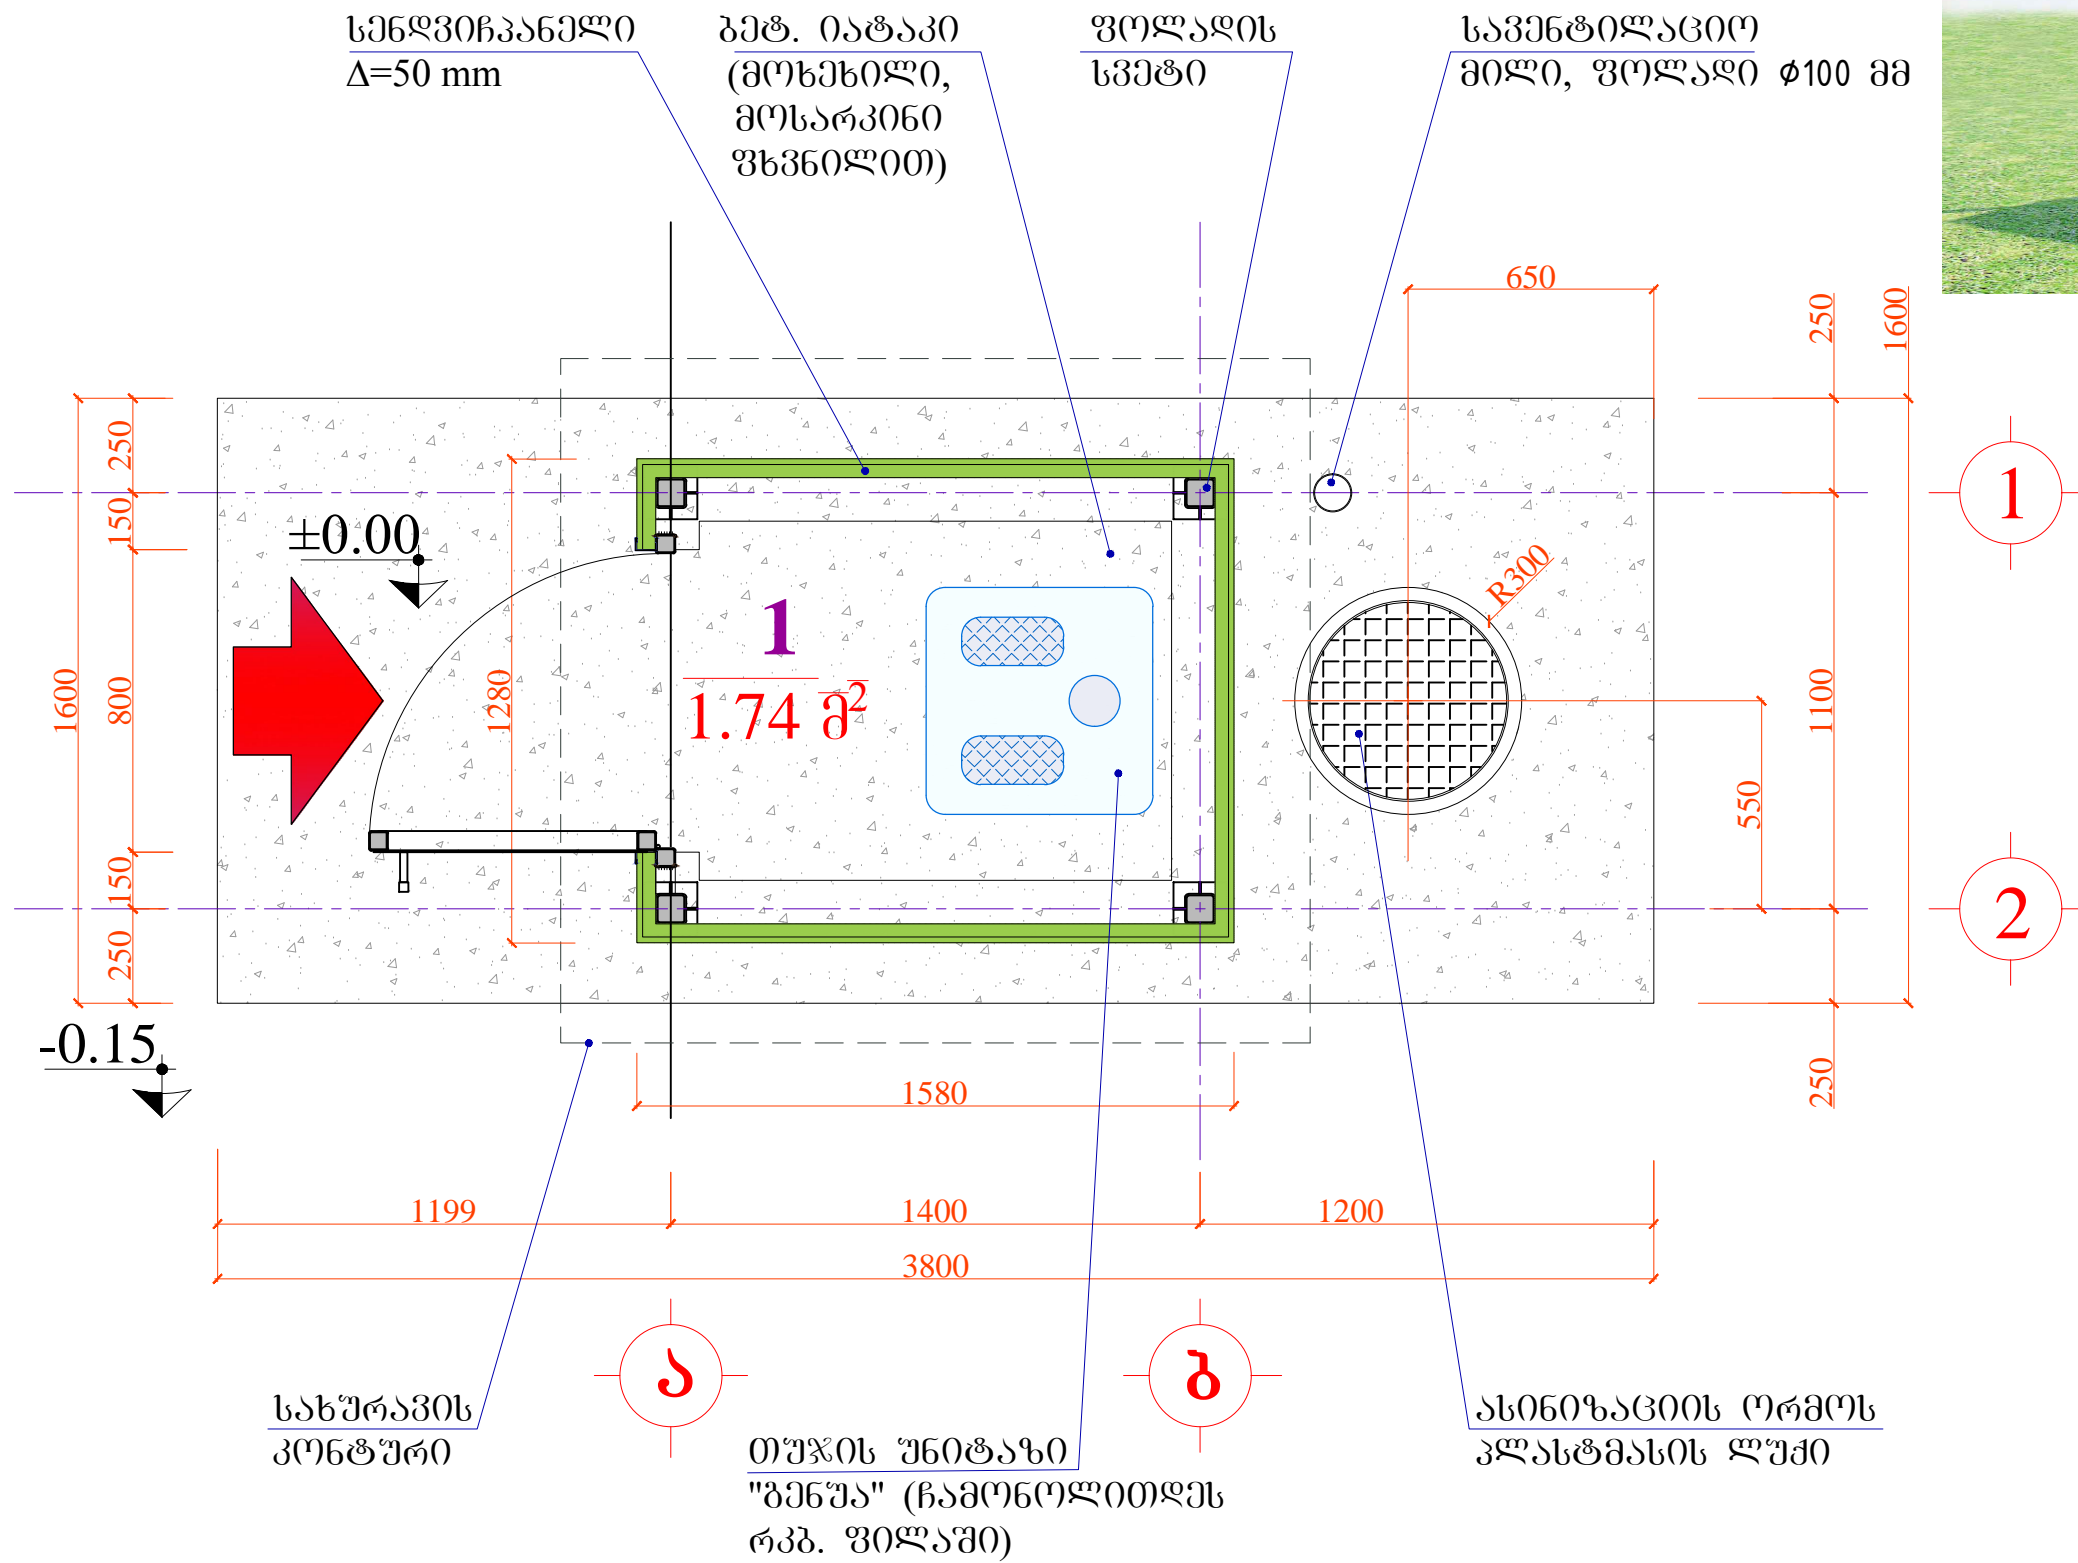 სენდვიჩპანელი
Δ=50 mm
ბეტ. იატაკი
(მოხეხილი,
მოსარკინი
ფხვნილით)
ფოლადის
სვეტი
სავენტილაციო
მილი, ფოლადი Φ100 მმ
650
250
1600
250
150
1600
800
150
250
±0.00
1280
1
1.74 მ²
R300
1100
550
250
1
2
-0.15
1580
1199
1400
1200
3800
ა
ბ
სახურავის
კონტური
თუჯის უნიტაზი
"გენუა" (ჩამონოლითდეს
რკბ. ფილაში)
ასინიზაციის ორმოს
პლასტმასის ლუქი